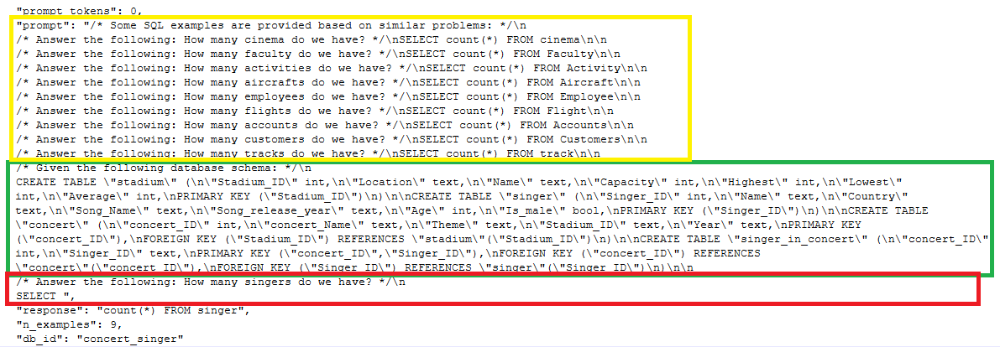 "prompt_tokens": 0,
"prompt": "/* Some SQL examples are provided based on similar problems: */\n
/* Answer the following: How many cinema do we have? */\nSELECT count(*) FROM cinema\n\n
/* Answer the following: How many faculty do we have? */\nSELECT count(*) FROM Faculty\n\n
/* Answer the following: How many activities do we have? */\nSELECT count(*) FROM Activity\n\n
/* Answer the following: How many aircrafts do we have? */\nSELECT count(*) FROM Aircraft\n\n
/* Answer the following: How many employees do we have? */\nSELECT count(*) FROM Employee\n\n
/* Answer the following: How many flights do we have? */\nSELECT count(*) FROM Flight\n\n
/* Answer the following: How many accounts do we have? */\nSELECT count(*) FROM Accounts\n\n
/* Answer the following: How many customers do we have? */\nSELECT count(*) FROM Customers\n\n
/* Answer the following: How many tracks do we have? */\nSELECT count(*) FROM track\n\n
/* Given the following database schema: */\n
CREATE TABLE \"stadium\" (\n\"Stadium_ID\" int,\n\"Location\" text,\n\"Name\" text,\n\"Capacity\" int,\n\"Highest\" int,\n\"Lowest\"
int,\n\"Average\" int,\nPRIMARY KEY (\"Stadium_ID\")\n)\n\nCREATE TABLE \"singer\" (\n\"Singer_ID\" int,\n\"Name\" text,\n\"Country\"
text,\n\"Song_Name\" text,\n\"Song_release_year\" text,\n\"Age\" int,\n\"Is_male\" bool,\nPRIMARY KEY (\"Singer_ID\")\n)\n\nCREATE TABLE
\"concert\" (\n\"concert_ID\" int,\n\"concert_Name\" text,\n\"Theme\" text,\n\"Stadium_ID\" text,\n\"Year\" text,\nPRIMARY KEY
(\"concert_ID\"),\nFOREIGN KEY (\"Stadium_ID\") REFERENCES \"stadium\"(\"Stadium_ID\")\n)\n\nCREATE TABLE \"singer_in_concert\" (\n\"concert_ID\"
int,\n\"Singer_ID\" text,\nPRIMARY KEY (\"concert_ID\",\"Singer_ID\"),\nFOREIGN KEY (\"concert_ID\") REFERENCES
\"concert\"(\"concert_ID\"),\nFOREIGN KEY (\"Singer_ID\") REFERENCES \"singer\"(\"Singer_ID\")\n)\n\n
/* Answer the following: How many singers do we have? */\n
SELECT ",
"response": "count(*) FROM singer",
"n_examples": 9,
"db_id": "concert_singer"